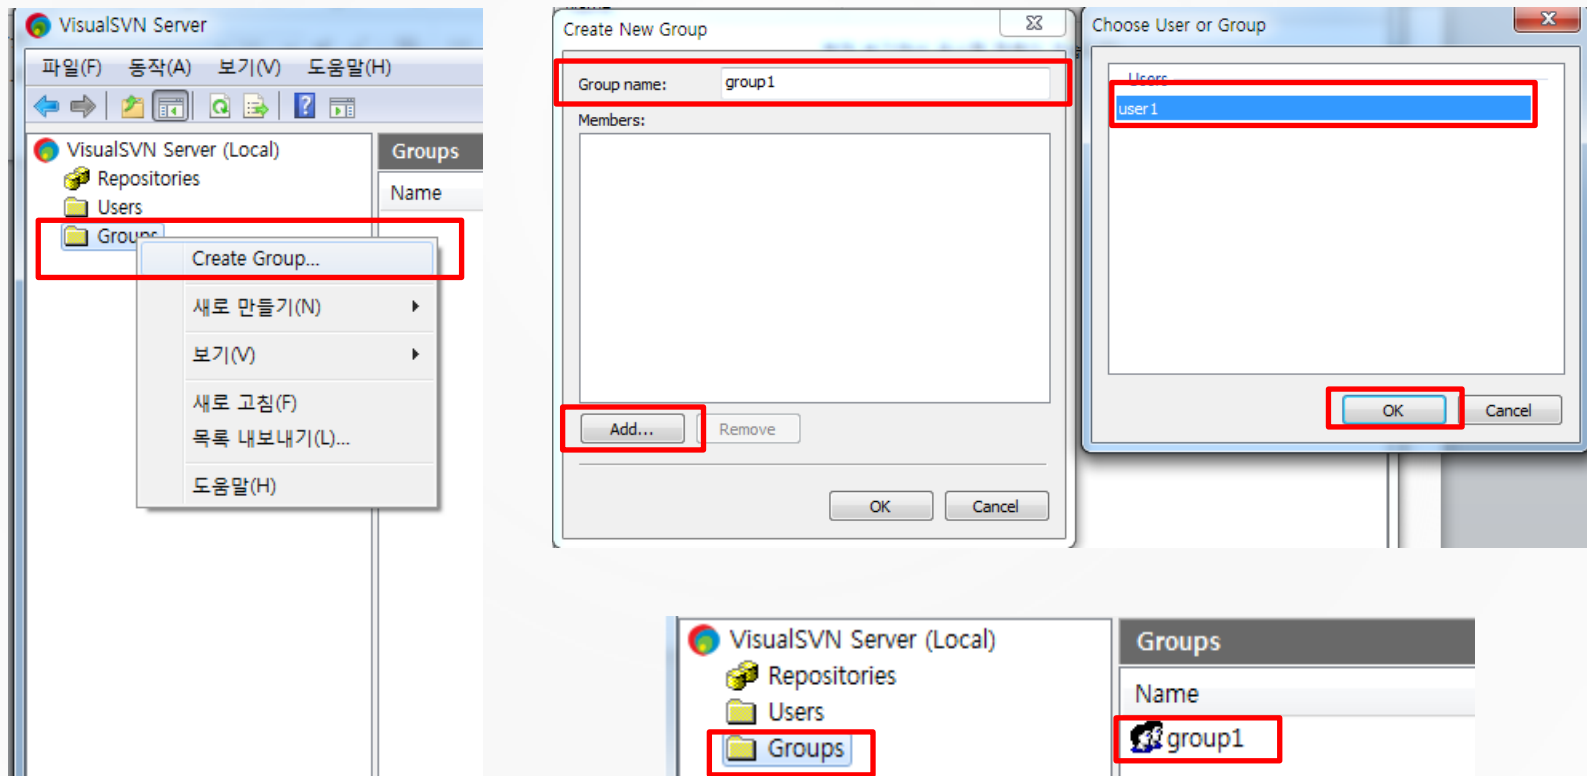 VisualSVN Server
파일(F) 동작(A) 보기(V) 도움말(H)
VisualSVN Server (Local)
Repositories
Users
Groups
Groups
Name
Create Group...
새로 만들기(N)
보기(V)
새로 고침(F)
목록 내보내기(L)...
도움말(H)
Create New Group
Group name: group1
Members:
Add... Remove
OK Cancel
Choose User or Group
Users
user1
OK Cancel
VisualSVN Server (Local)
Repositories
Users
Groups
Groups
Name
group1